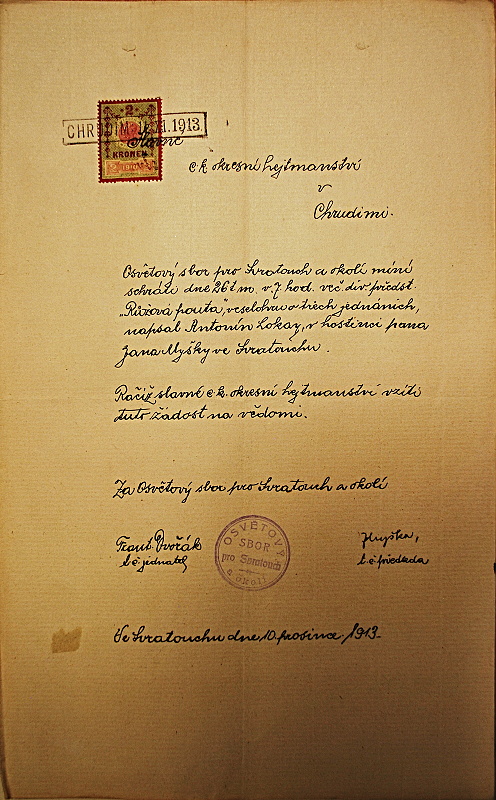 2
CHRUDIM 11.XI.1913.
Slavné
KRONEN
c.k. okresní hejtmanství
v
Chrudimi.
Osvětový sbor pro Svratouch a okolí míní
dne 26 t.m. v 7. hod. več. div. předst.
„Růžová pouta", veselohru o třech jednáních,
napsal Antonín Lokay, v hostinci pana
Jana Myšky ve Svratouchu.
Račiž slavné c.k. okresní hejtmanství vzíti
tuto žádost na vědomí.
Za Osvětový sbor pro Svratouch a okolí
Frant. Dvořák
t.č. jednatel
OSVĚTOVÝ
SBOR
pro Svratouch
a okolí
t.č. předseda
Ve Svratouchu dne 10. prosince 1913.